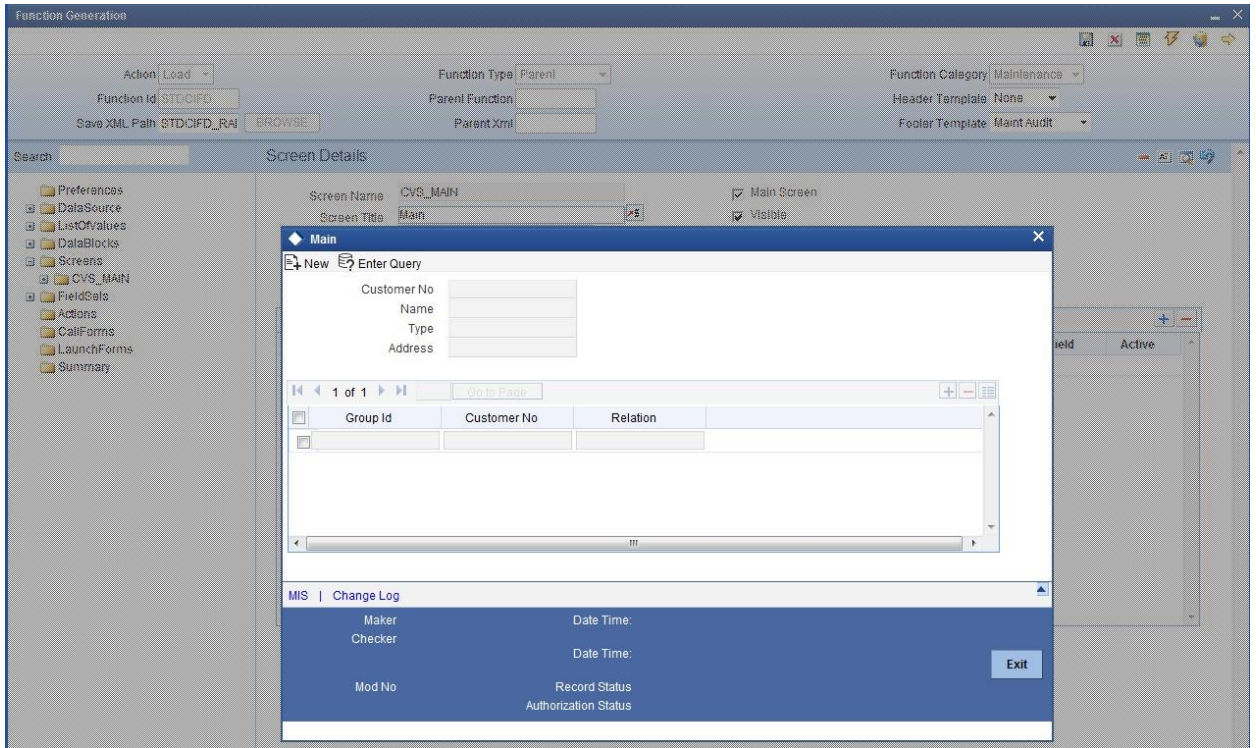 Function Generation
Action Load
Function Type Parent
Function Category Maintenance
Function Id STDCIFD
Parent Function
Header Template None
Save XML Path STDCIFD_RAI BROWSE
Parent Xml
Footer Template Maint Audit
Search
Screen Details
Preferences
DataSource
ListOfValues
DataBlocks
Screens
CVS_MAIN
FieldSets
Actions
CallForms
LaunchForms
Summary
Screen Name CVS_MAIN
Main Screen
Screen Title Main
Visible
Main
New Enter Query
Customer No
Name
Type
Address
1 of 1 Go to Page
Group Id Customer No Relation
ield Active
MIS | Change Log
Maker Date Time:
Checker
Date Time:
Exit
Mod No Record Status
Authorization Status